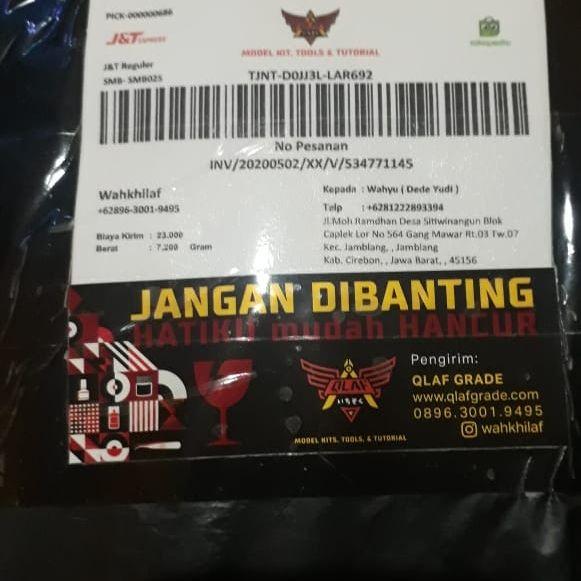 PICK-000000686
J&T EXPRESS
MODEL KIT, TOOLS & TUTORIAL
tokopedia
J&T Reguler
SMB- SMB025
TJNT-D0JJ3L-LAR692
No Pesanan
INV/20200502/XX/V/534771145
Wahkhilaf
+62896-3001-9495
Biaya Kirim : 23.000
Berat : 7.200 Gram
Kepada : Wahyu ( Dede Yudi )
Telp : +6281222893394
Jl.Moh Ramdhan Desa Sitiwinangun Blok
Caplek Lor No 564 Gang Mawar Rt.03 Tw.07
Kec. Jamblang, , Jamblang
Kab. Cirebon, , Jawa Barat, , 45156
JANGAN DIBANTING
HATIKU mudah HANCUR
QLAF
MODEL KITS, TOOLS, & TUTORIAL
Pengirim:
QLAF GRADE
www.qlafgrade.com
0896.3001.9495
wahkhilaf